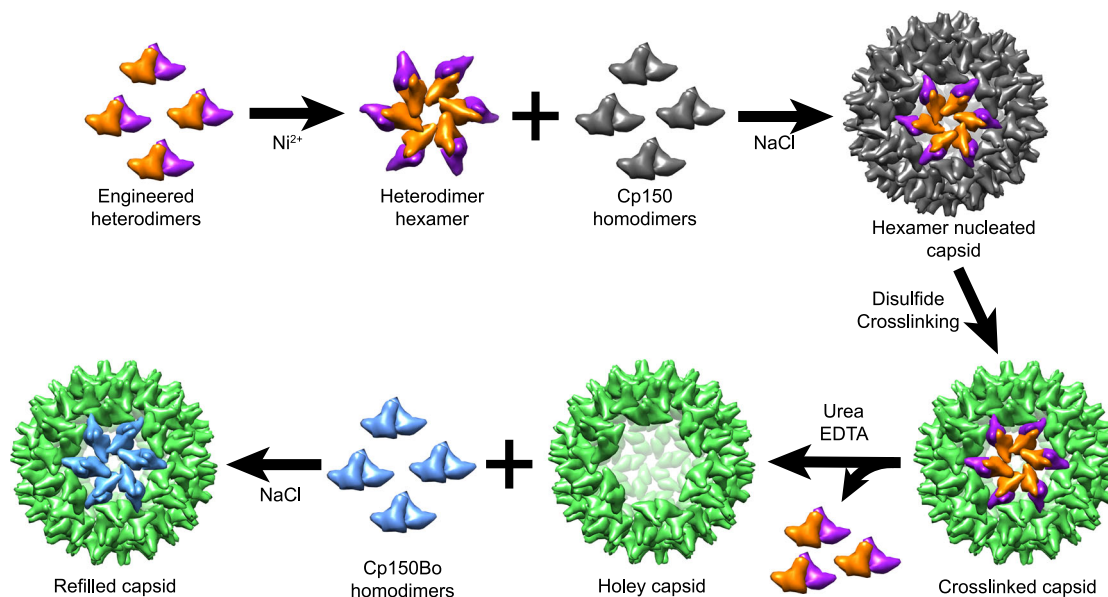 Engineered
heterodimers
Ni²⁺
Heterodimer
hexamer
Cp150
homodimers
NaCl
Hexamer nucleated
capsid
Disulfide
Crosslinking
Crosslinked capsid
Urea
EDTA
Holey capsid
Cp150Bo
homodimers
NaCl
Refilled capsid